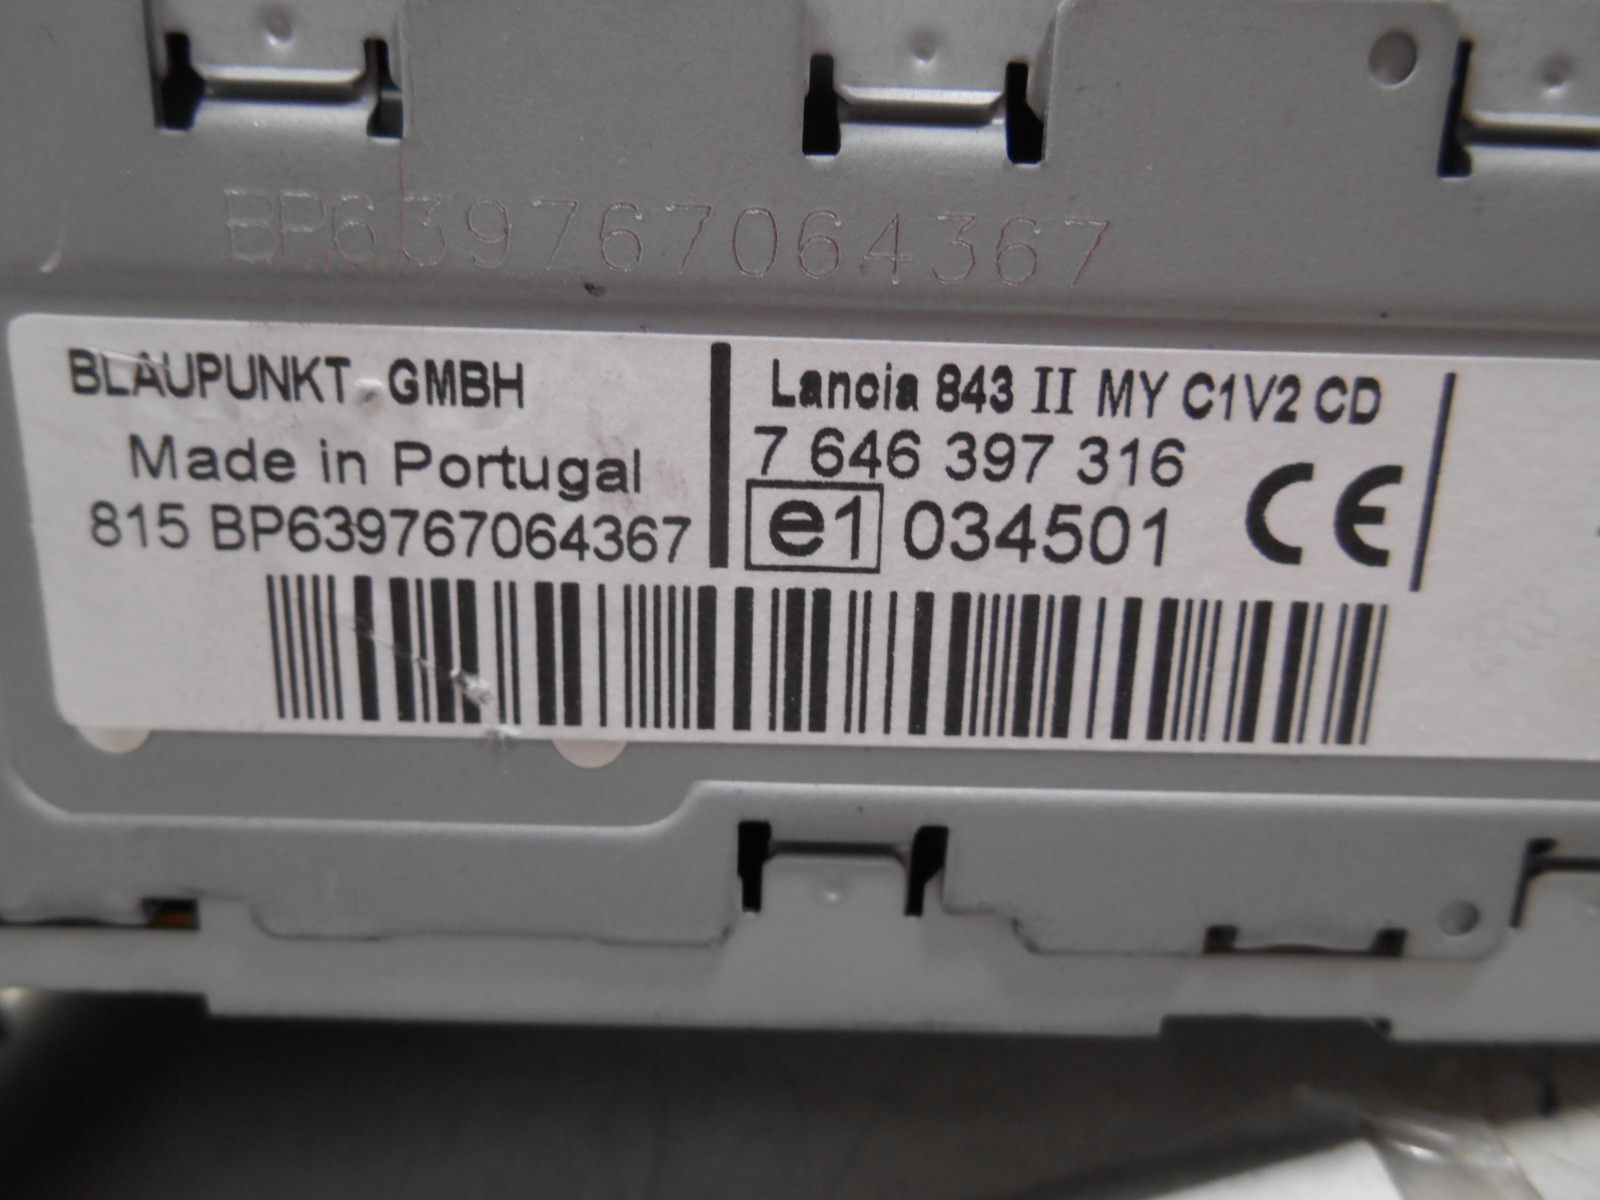 BP639767064367
BLAUPUNKT GMBH
Made in Portugal
815 BP639767064367
Lancia 843 II MY C1V2 CD
7 646 397 316
e1 034501 CE